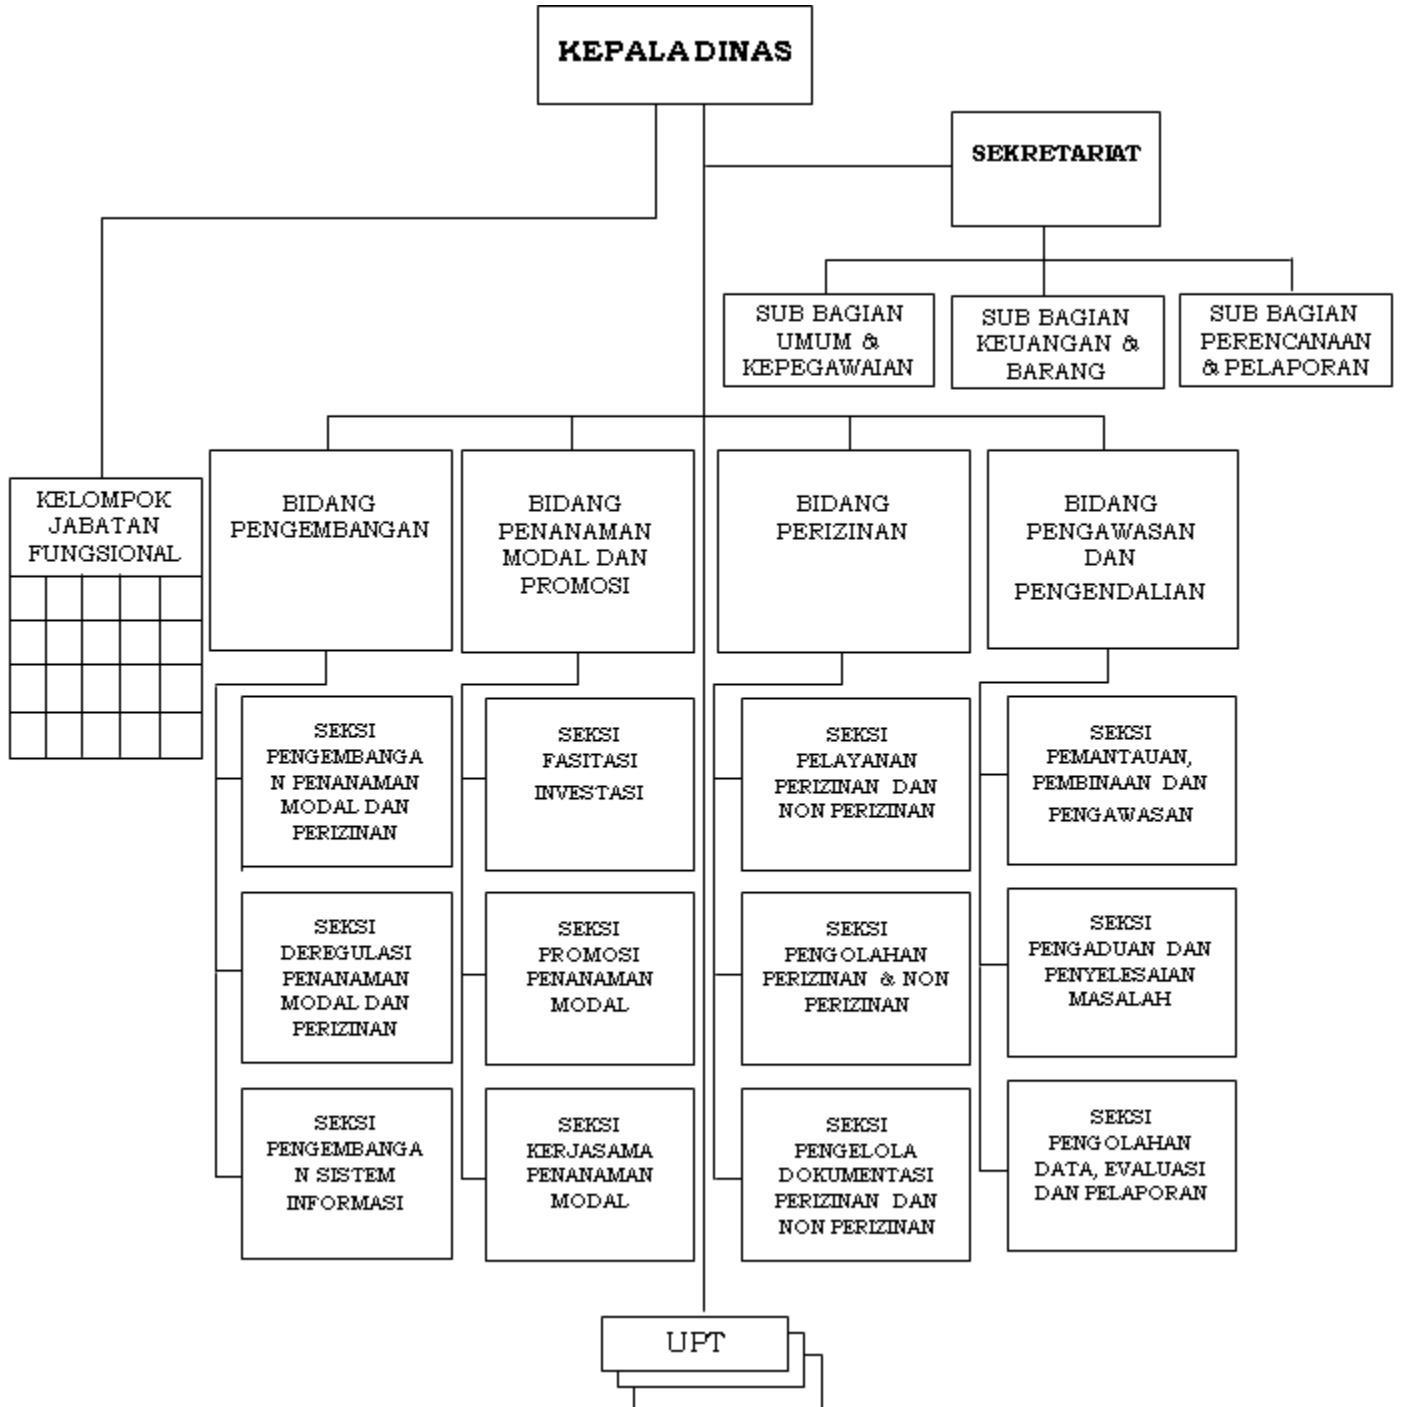 KEPALA DINAS
SEKRETARIAT
SUB BAGIAN
UMUM &
KEPEGAWAIAN
SUB BAGIAN
KEUANGAN &
BARANG
SUB BAGIAN
PERENCANAAN
& PELAPORAN
KELOMPOK
JABATAN
FUNGSIONAL
BIDANG
PENGEMBANGAN
BIDANG
PENANAMAN
MODAL DAN
PROMOSI
BIDANG
PERIZINAN
BIDANG
PENGAWASAN
DAN
PENGENDALIAN
SEKSI
PENGEMBANGA
N PENANAMAN
MODAL DAN
PERIZINAN
SEKSI
DEREGULASI
PENANAMAN
MODAL DAN
PERIZINAN
SEKSI
PENGEMBANGA
N SISTEM
INFORMASI
SEKSI
FASITASI
INVESTASI
SEKSI
PROMOSI
PENANAMAN
MODAL
SEKSI
KERJASAMA
PENANAMAN
MODAL
SEKSI
PELAYANAN
PERIZINAN DAN
NON PERIZINAN
SEKSI
PENGOLAHAN
PERIZINAN & NON
PERIZINAN
SEKSI
PENGELOLA
DOKUMENTASI
PERIZINAN DAN
NON PERIZINAN
SEKSI
PEMANTAUAN,
PEMBINAAN DAN
PENGAWASAN
SEKSI
PENGADUAN DAN
PENYELESAIAN
MASALAH
SEKSI
PENGOLAHAN
DATA, EVALUASI
DAN PELAPORAN
UPT